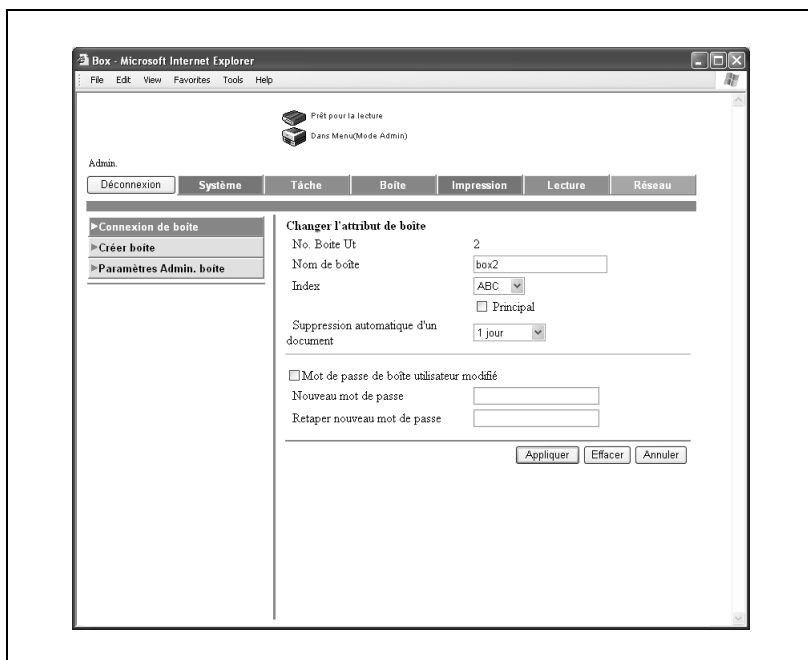 Box - Microsoft Internet Explorer
File Edit View Favorites Tools Help
Prêt pour la lecture
Dans Menu(Mode Admin)
Admin.
Déconnexion Système Tâche Boîte Impression Lecture Réseau
Connexion de boîte
Créer boîte
Paramètres Admin. boîte
Changer l'attribut de boîte
No. Boite Ut 2
Nom de boîte box2
Index ABC
Principal
Suppression automatique d'un
document 1 jour
Mot de passe de boîte utilisateur modifié
Nouveau mot de passe
Retaper nouveau mot de passe
Appliquer Effacer Annuler